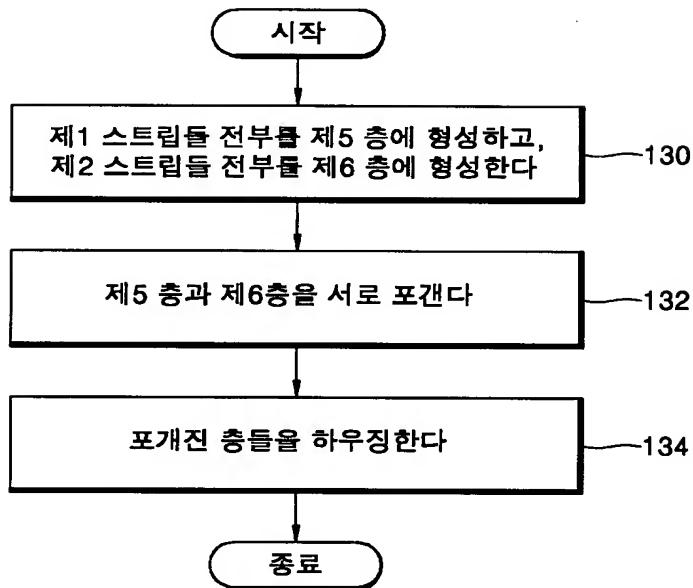 시작
제1 스트립들 전부를 제5 층에 형성하고,
제2 스트립들 전부를 제6 층에 형성한다
130
제5 층과 제6층을 서로 포갠다
132
포개진 층들을 하우징한다
134
종료